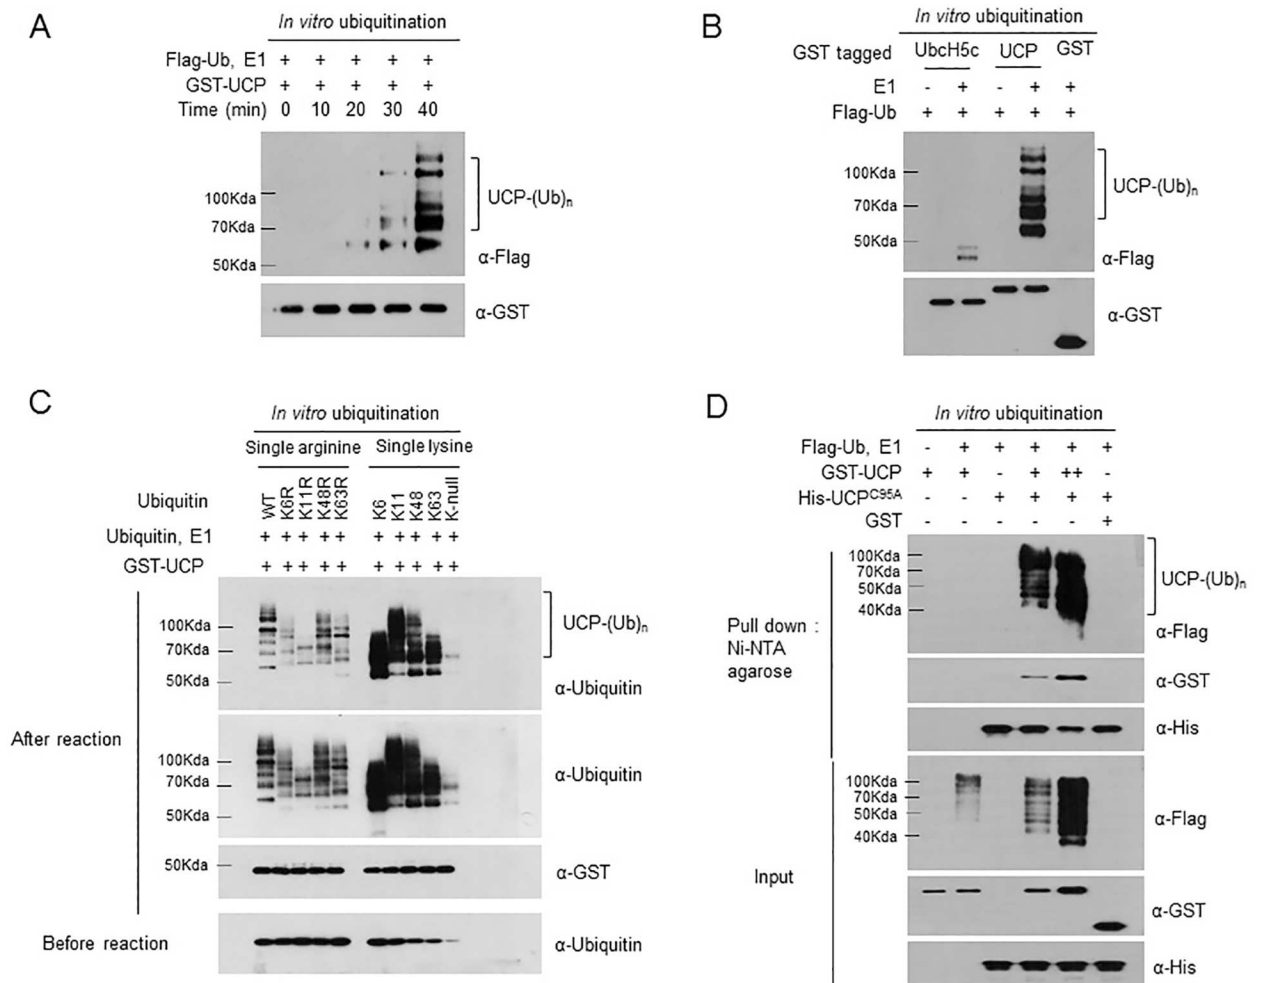 A
In vitro ubiquitination
Flag-Ub, E1 + + + + +
GST-UCP + + + + +
Time (min) 0 10 20 30 40
100Kda
70Kda
50Kda
UCP-(Ub)n
α-Flag
α-GST
B
In vitro ubiquitination
GST tagged UbcH5c UCP GST
E1 - + - + +
Flag-Ub + + + + +
100Kda
70Kda
50Kda
UCP-(Ub)n
α-Flag
α-GST
C
In vitro ubiquitination
Single arginine Single lysine
Ubiquitin WT K6R K11R K48R K63R K6 K11 K48 K63 K-null
Ubiquitin, E1 + + + + + + + + + +
GST-UCP + + + + + + + + + +
After reaction
100Kda
70Kda
50Kda
UCP-(Ub)n
α-Ubiquitin
100Kda
70Kda
50Kda
α-Ubiquitin
50Kda
α-GST
Before reaction
α-Ubiquitin
D
In vitro ubiquitination
Flag-Ub, E1 - + + + + +
GST-UCP + + - + ++ -
His-UCPC95A - - + + + +
GST - - - - - +
Pull down :
Ni-NTA
agarose
100Kda
70Kda
50Kda
40Kda
UCP-(Ub)n
α-Flag
α-GST
α-His
Input
100Kda
70Kda
50Kda
40Kda
α-Flag
α-GST
α-His